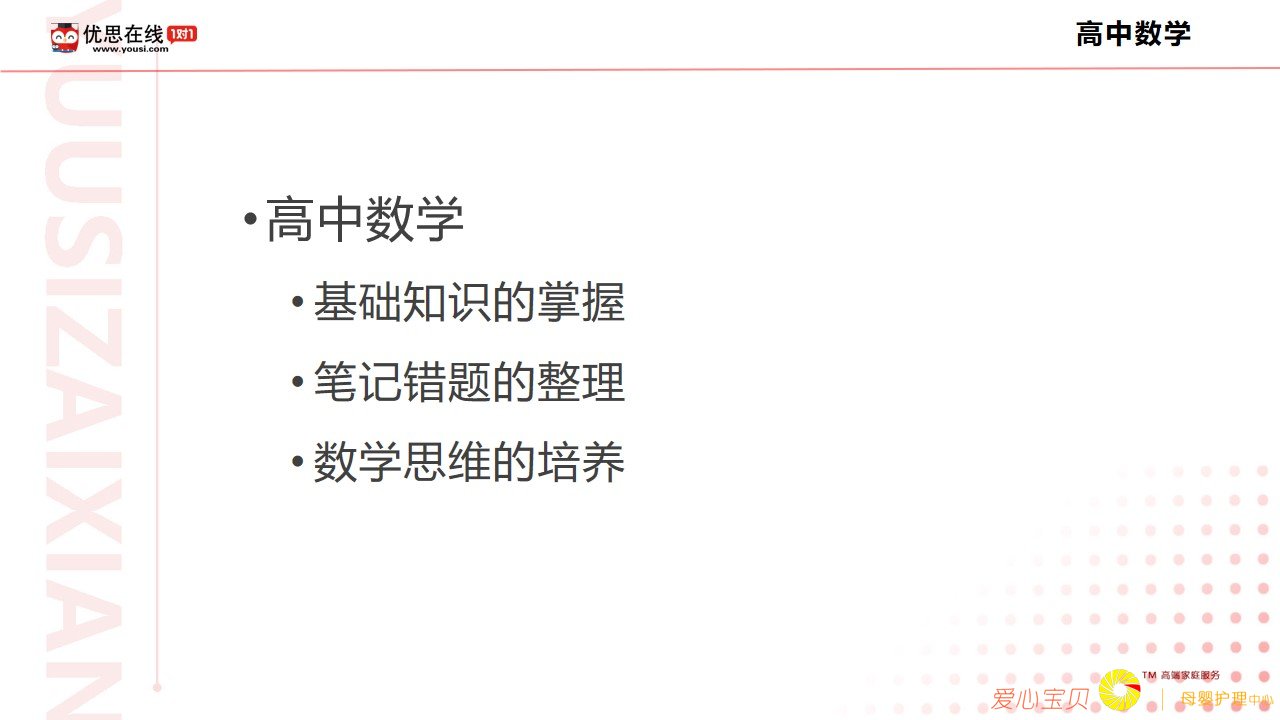 优思在线 1对1
www.yousi.com
高中数学
YOUSIZAIXIAN
•高中数学
•基础知识的掌握
•笔记错题的整理
•数学思维的培养
爱心宝贝 TM 高端家庭服务 | 母婴护理中心